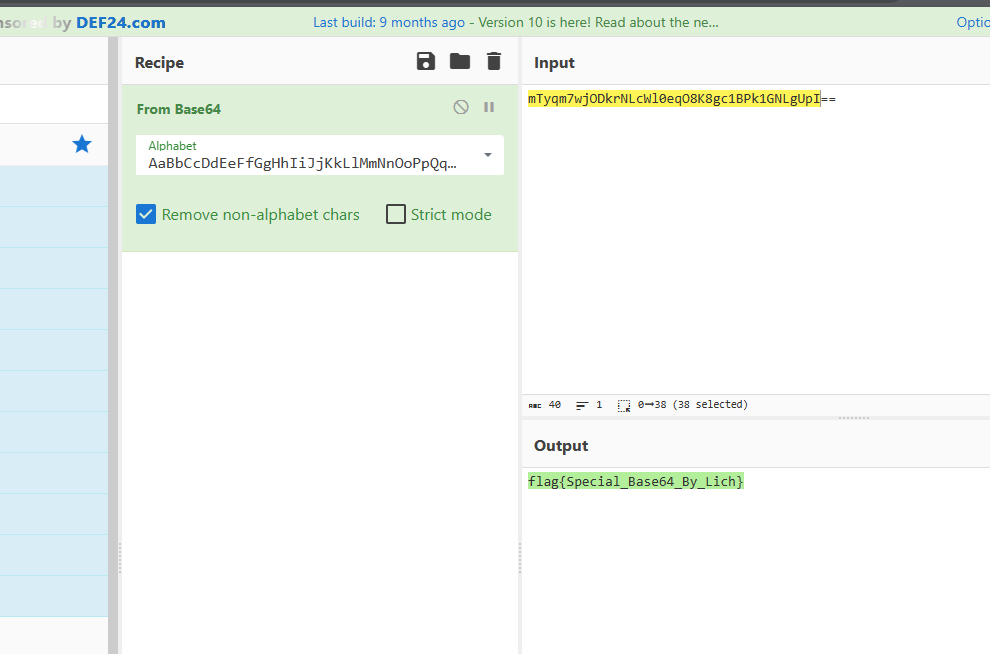 nsored by DEF24.com
Last build: 9 months ago - Version 10 is here! Read about the ne...
Optio
Recipe
Input
From Base64
Alphabet
AaBbCcDdEeFfGgHhIiJjKkLlMmNnOoPpQq…
Remove non-alphabet chars
Strict mode
mTyqm7wjODkrNLcWl0eqO8K8gc1BPk1GNLgUpI==
ABC 40 1 0→38 (38 selected)
Output
flag{Special_Base64_By_Lich}